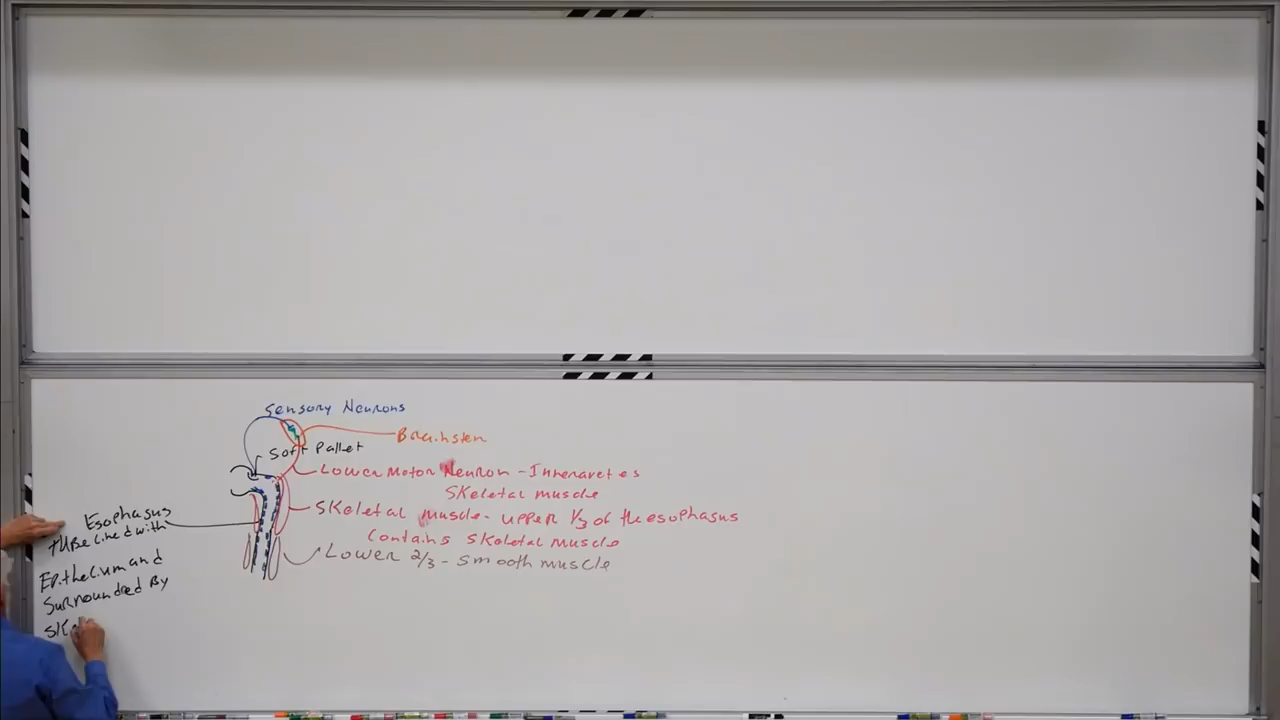 Sensory Neurons
Brainsten
Soft Pallet
Lower Motor Neuron - Innervates
Skeletal muscle
Skeletal muscle - upper 1/3 of the esophagus
contains skeletal muscle
Lower 2/3 - smooth muscle
Esophagus
tube lined with
Epithelium and
Surrounded By
Ske